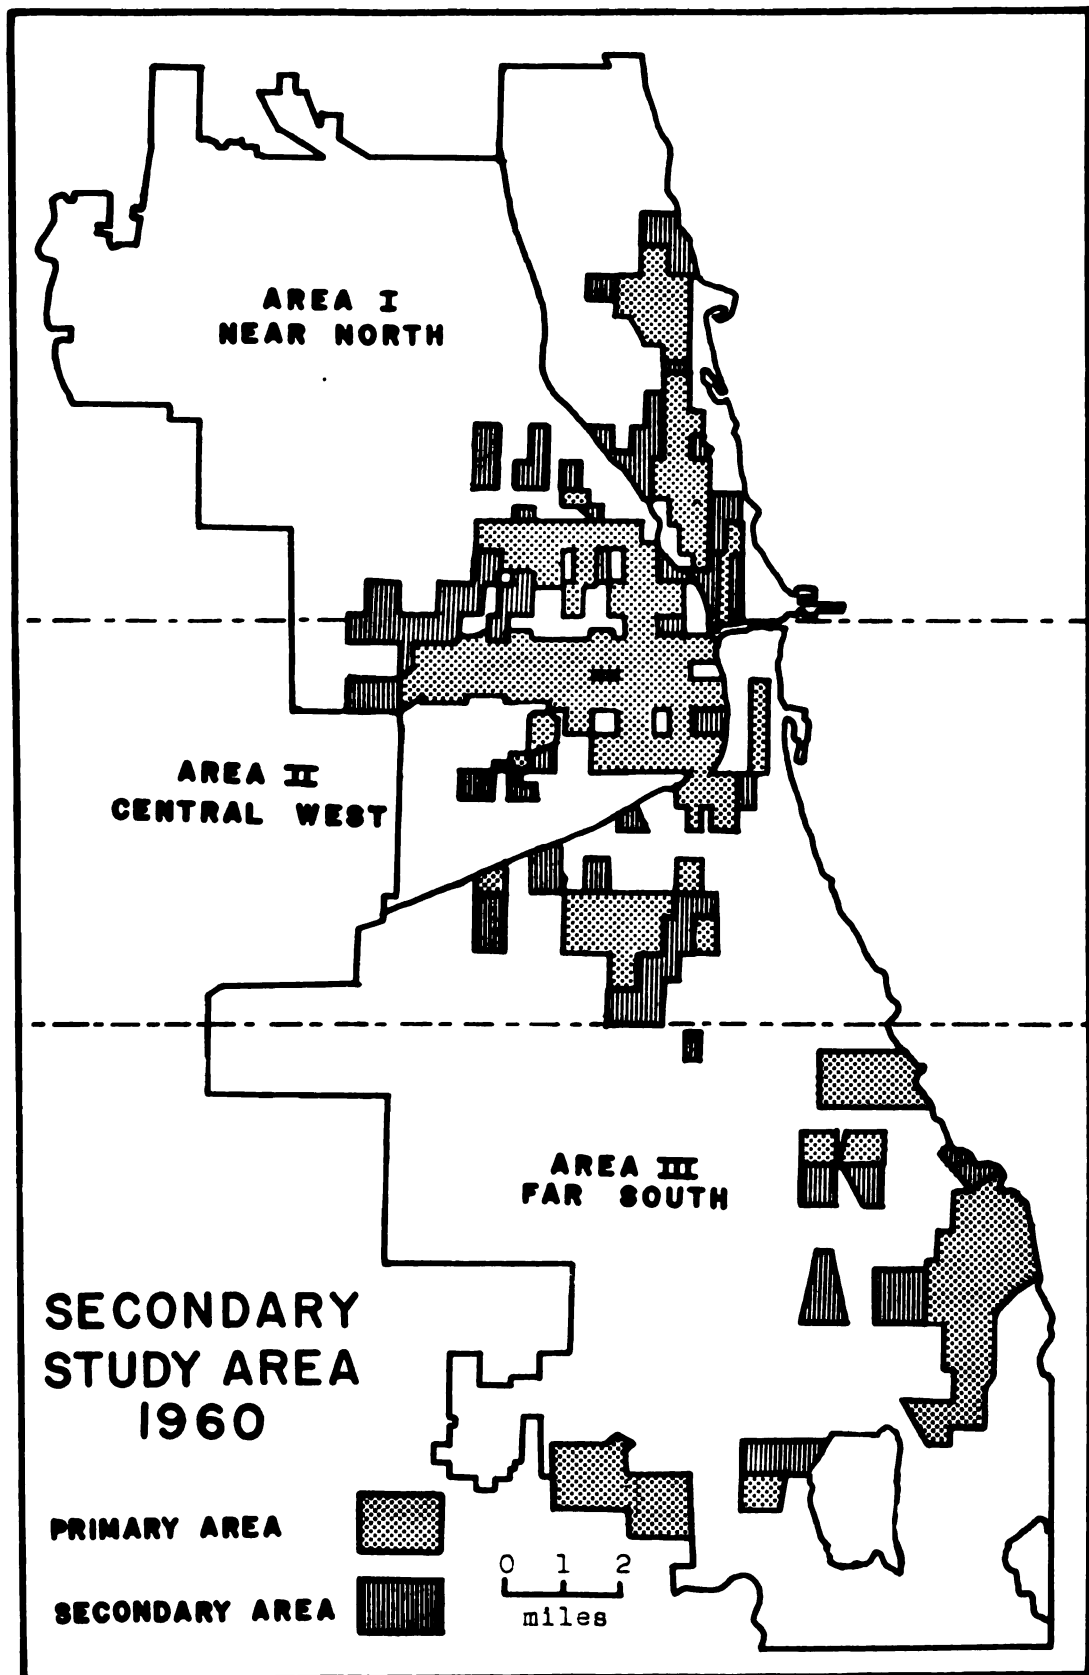 AREA I
NEAR NORTH
AREA II
CENTRAL WEST
AREA III
FAR SOUTH
SECONDARY
STUDY AREA
1960
PRIMARY AREA
SECONDARY AREA
0 1 2
miles